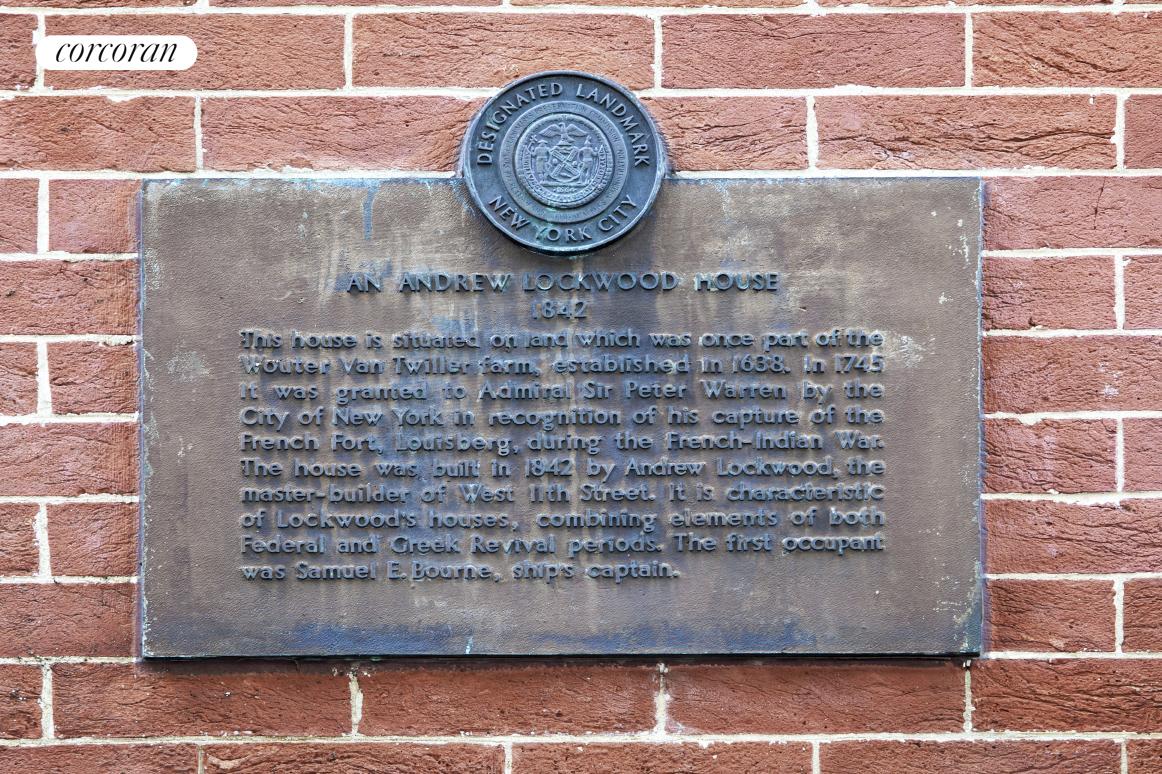 corcoran
DESIGNATED LANDMARK
NEW YORK CITY
AN ANDREW LOCKWOOD HOUSE
1842
This house is situated on land which was once part of the
Wouter Van Twiller farm, established in 1638. In 1745
it was granted to Admiral Sir Peter Warren by the
City of New York in recognition of his capture of the
French Fort, Louisberg, during the French-Indian War.
The house was built in 1842 by Andrew Lockwood, the
master-builder of West 11th Street. It is characteristic
of Lockwood's houses, combining elements of both
Federal and Greek Revival periods. The first occupant
was Samuel E. Bourne, ship's captain.